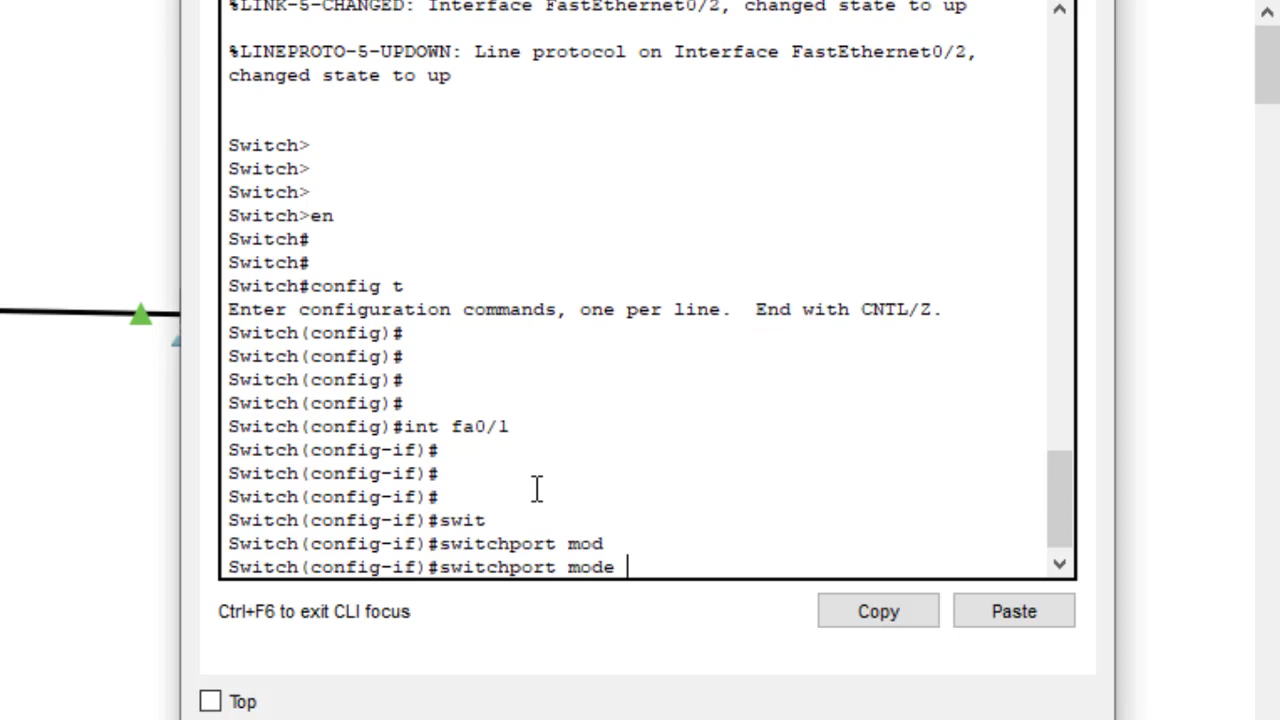 %LINK-5-CHANGED: Interface FastEthernet0/2, changed state to up
%LINEPROTO-5-UPDOWN: Line protocol on Interface FastEthernet0/2,
changed state to up
Switch>
Switch>
Switch>
Switch>en
Switch#
Switch#
Switch#config t
Enter configuration commands, one per line.  End with CNTL/Z.
Switch(config)#
Switch(config)#
Switch(config)#
Switch(config)#
Switch(config)#int fa0/1
Switch(config-if)#
Switch(config-if)#
Switch(config-if)#
Switch(config-if)#swit
Switch(config-if)#switchport mod
Switch(config-if)#switchport mode
Ctrl+F6 to exit CLI focus
Copy
Paste
Top